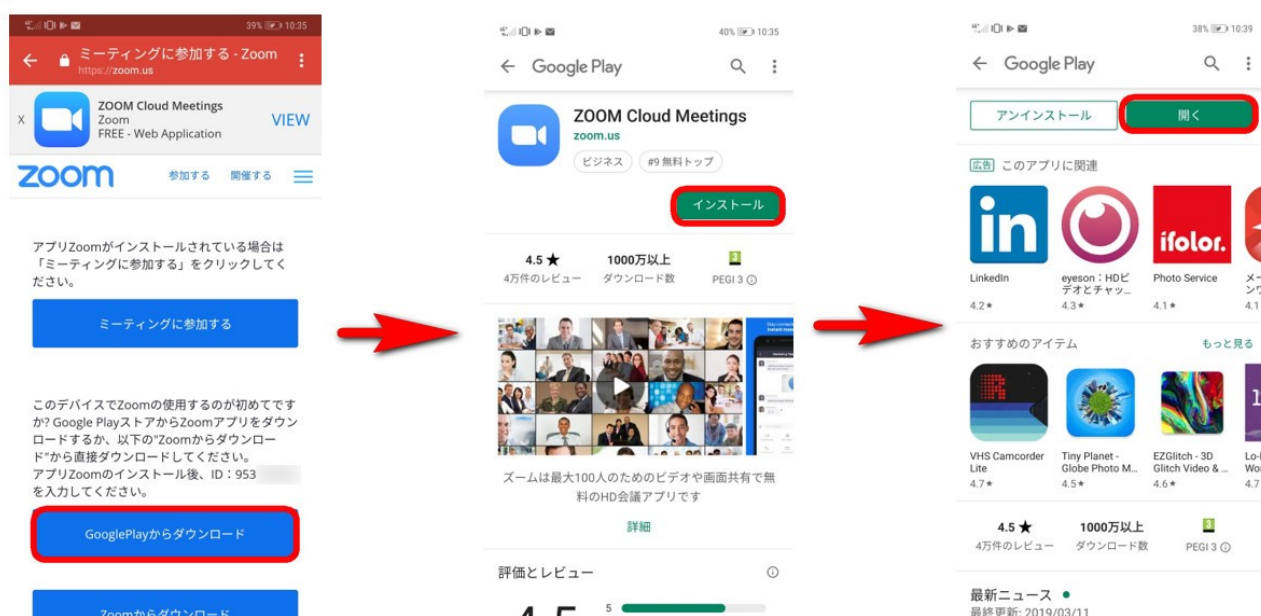 39% 10:35
ミーティングに参加する - Zoom
https://zoom.us
X
ZOOM Cloud Meetings
Zoom
FREE - Web Application
VIEW
zoom
参加する 開催する
アプリZoomがインストールされている場合は
「ミーティングに参加する」をクリックしてく
ださい。
ミーティングに参加する
このデバイスでZoomの使用するのが初めてです
か? Google PlayストアからZoomアプリをダウン
ロードするか、以下の"Zoomからダウンロー
ド"から直接ダウンロードしてください。
アプリZoomのインストール後、ID：953
を入力してください。
GooglePlayからダウンロード
Zoomからダウンロード
40% 10:35
Google Play
ZOOM Cloud Meetings
zoom.us
ビジネス #9 無料トップ
インストール
4.5 ★ 1000万以上 3
4万件のレビュー ダウンロード数 PEGI 3
ズームは最大100人のためのビデオや画面共有で無
料のHD会議アプリです
詳細
評価とレビュー
4.5
5
38% 10:39
Google Play
アンインストール 開く
広告 このアプリに関連
in
ifolor.
LinkedIn
4.2★
eyeson：HDビ
デオとチャッ...
4.3★
Photo Service
4.1★
メー
ンワ
4.1
おすすめのアイテム もっと見る
VHS Camcorder
Lite
4.7★
Tiny Planet -
Globe Photo M...
4.5★
EZGlitch - 3D
Glitch Video & ...
4.6★
Lo-
Wor
4.7
4.5 ★ 1000万以上 3
4万件のレビュー ダウンロード数 PEGI 3
最新ニュース
最終更新: 2019/03/11